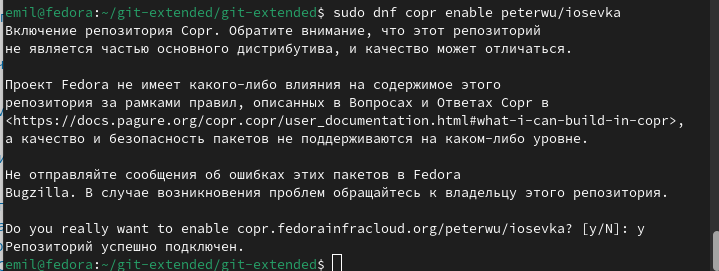 emil@fedora:~/git-extended/git-extended$ sudo dnf copr enable peterwu/iosevka
Включение репозитория Copr. Обратите внимание, что этот репозиторий
не является частью основного дистрибутива, и качество может отличаться.
Проект Fedora не имеет какого-либо влияния на содержимое этого
репозитория за рамками правил, описанных в Вопросах и Ответах Copr в
<https://docs.pagure.org/copr.copr/user_documentation.html#what-i-can-build-in-copr>,
а качество и безопасность пакетов не поддерживаются на каком-либо уровне.
Не отправляйте сообщения об ошибках этих пакетов в Fedora
Bugzilla. В случае возникновения проблем обращайтесь к владельцу этого репозитория.
Do you really want to enable copr.fedorainfracloud.org/peterwu/iosevka? [y/N]: y
Репозиторий успешно подключен.
emil@fedora:~/git-extended/git-extended$